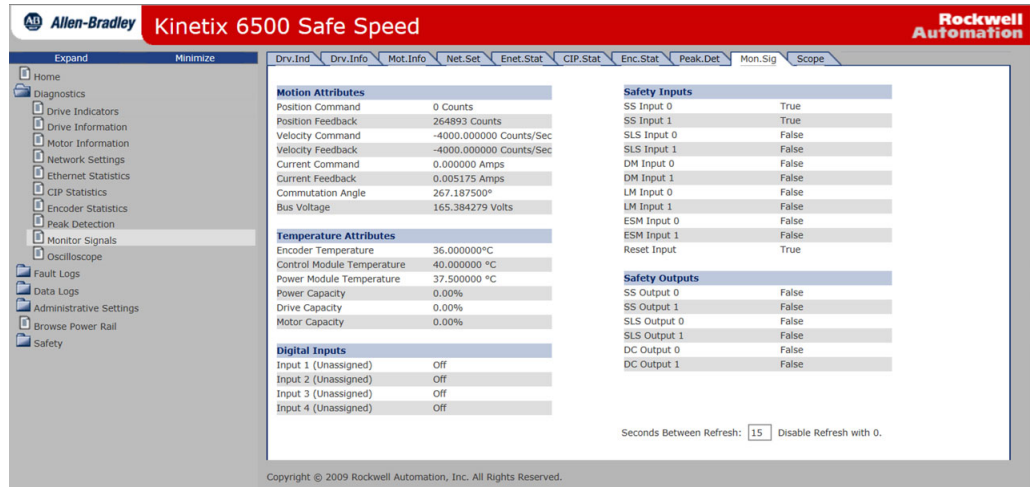 AB Allen-Bradley Kinetix 6500 Safe Speed Rockwell Automation
Expand Minimize
Home
Diagnostics
Drive Indicators
Drive Information
Motor Information
Network Settings
Ethernet Statistics
CIP Statistics
Encoder Statistics
Peak Detection
Monitor Signals
Oscilloscope
Fault Logs
Data Logs
Administrative Settings
Browse Power Rail
Safety
Drv.Ind Drv.Info Mot.Info Net.Set Enet.Stat CIP.Stat Enc.Stat Peak.Det Mon.Sig Scope
Motion Attributes
Position Command 0 Counts
Position Feedback 264893 Counts
Velocity Command -4000.000000 Counts/Sec
Velocity Feedback -4000.000000 Counts/Sec
Current Command 0.000000 Amps
Current Feedback 0.005175 Amps
Commutation Angle 267.187500°
Bus Voltage 165.384279 Volts
Temperature Attributes
Encoder Temperature 36.000000°C
Control Module Temperature 40.000000 °C
Power Module Temperature 37.500000 °C
Power Capacity 0.00%
Drive Capacity 0.00%
Motor Capacity 0.00%
Digital Inputs
Input 1 (Unassigned) Off
Input 2 (Unassigned) Off
Input 3 (Unassigned) Off
Input 4 (Unassigned) Off
Safety Inputs
SS Input 0 True
SS Input 1 True
SLS Input 0 False
SLS Input 1 False
DM Input 0 False
DM Input 1 False
LM Input 0 False
LM Input 1 False
ESM Input 0 False
ESM Input 1 False
Reset Input True
Safety Outputs
SS Output 0 False
SS Output 1 False
SLS Output 0 False
SLS Output 1 False
DC Output 0 False
DC Output 1 False
Seconds Between Refresh: 15 Disable Refresh with 0.
Copyright © 2009 Rockwell Automation, Inc. All Rights Reserved.